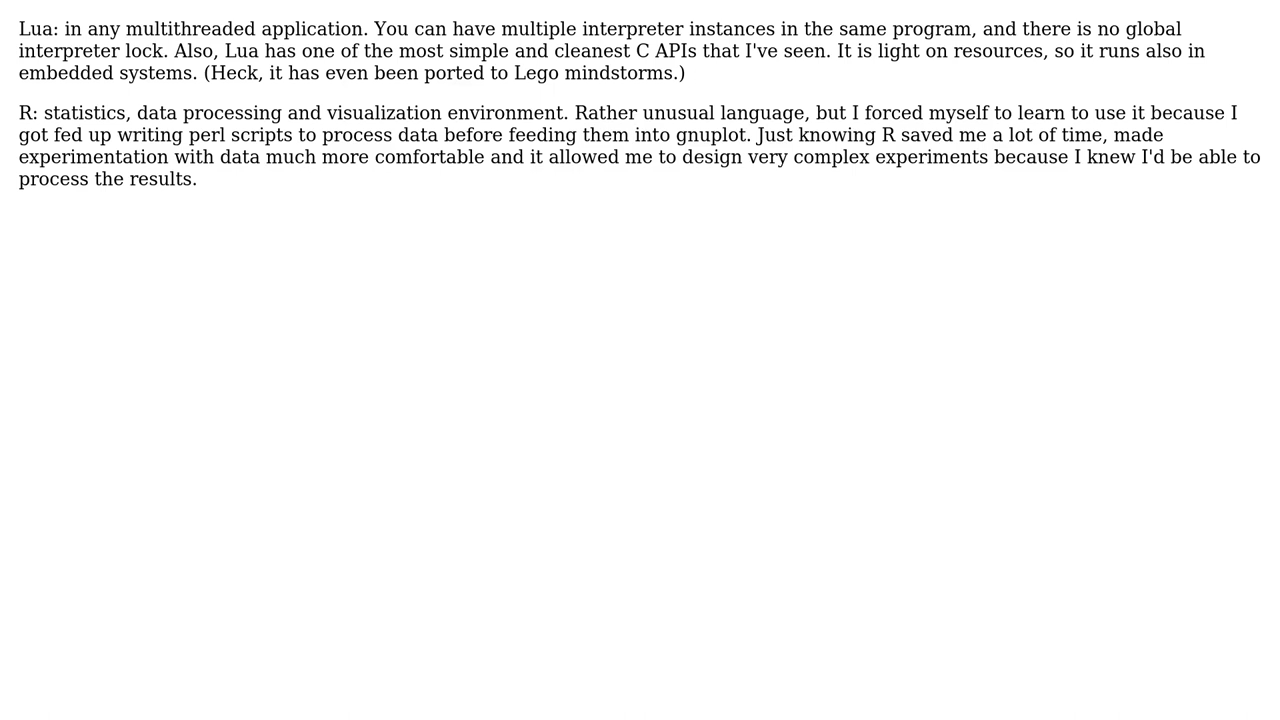 Lua: in any multithreaded application. You can have multiple interpreter instances in the same program, and there is no global
interpreter lock. Also, Lua has one of the most simple and cleanest C APIs that I've seen. It is light on resources, so it runs also in
embedded systems. (Heck, it has even been ported to Lego mindstorms.)
R: statistics, data processing and visualization environment. Rather unusual language, but I forced myself to learn to use it because I
got fed up writing perl scripts to process data before feeding them into gnuplot. Just knowing R saved me a lot of time, made
experimentation with data much more comfortable and it allowed me to design very complex experiments because I knew I'd be able to
process the results.